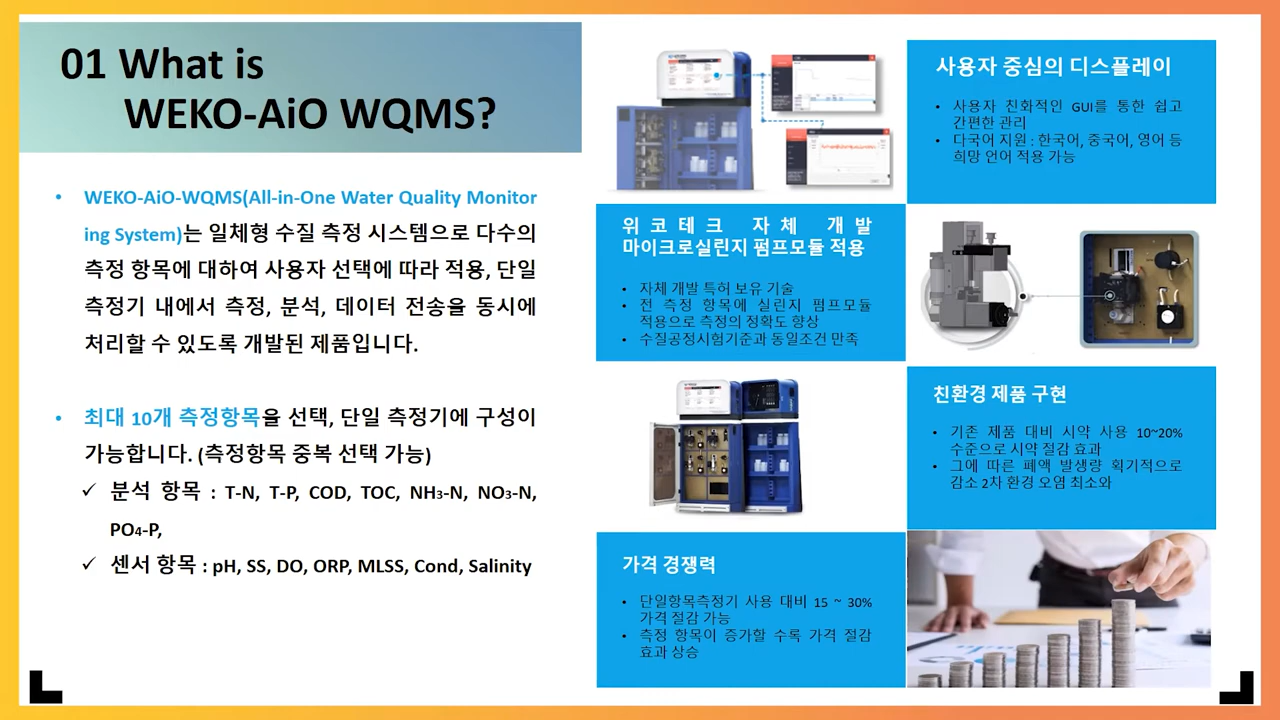 01 What is
WEKO-AiO WQMS?
• WEKO-AiO-WQMS(All-in-One Water Quality Monitor
ing System)는 일체형 수질 측정 시스템으로 다수의
측정 항목에 대하여 사용자 선택에 따라 적용, 단일
측정기 내에서 측정, 분석, 데이터 전송을 동시에
처리할 수 있도록 개발된 제품입니다.
• 최대 10개 측정항목을 선택, 단일 측정기에 구성이
가능합니다. (측정항목 중복 선택 가능)
✓ 분석 항목 : T-N, T-P, COD, TOC, NH3-N, NO3-N,
PO4-P,
✓ 센서 항목 : pH, SS, DO, ORP, MLSS, Cond, Salinity
사용자 중심의 디스플레이
• 사용자 친화적인 GUI를 통한 쉽고
간편한 관리
• 다국어 지원 : 한국어, 중국어, 영어 등
희망 언어 적용 가능
위코테크 자체 개발
마이크로실린지 펌프모듈 적용
• 자체 개발 특허 보유 기술
• 전 측정 항목에 실린지 펌프모듈
적용으로 측정의 정확도 향상
• 수질공정시험기준과 동일조건 만족
친환경 제품 구현
• 기존 제품 대비 시약 사용 10~20%
수준으로 시약 절감 효과
• 그에 따른 폐액 발생량 획기적으로
감소 2차 환경 오염 최소와
가격 경쟁력
• 단일항목측정기 사용 대비 15 ~ 30%
가격 절감 가능
• 측정 항목이 증가할 수록 가격 절감
효과 상승